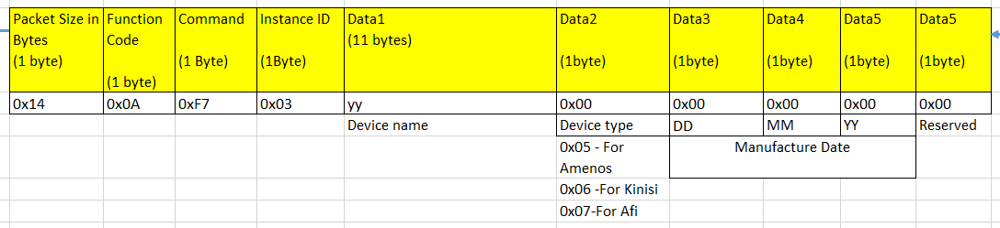 Packet Size in Bytes (1 byte)
Function Code (1 byte)
Command (1 Byte)
Instance ID (1Byte)
Data1 (11 bytes)
Data2 (1byte)
Data3 (1byte)
Data4 (1byte)
Data5 (1byte)
Data5 (1byte)
0x14 0x0A 0xF7 0x03 yy 0x00 0x00 0x00 0x00 0x00
Device name Device type DD MM YY Reserved
0x05 - For Amenos
Manufacture Date
0x06 -For Kinisi
0x07-For Afi